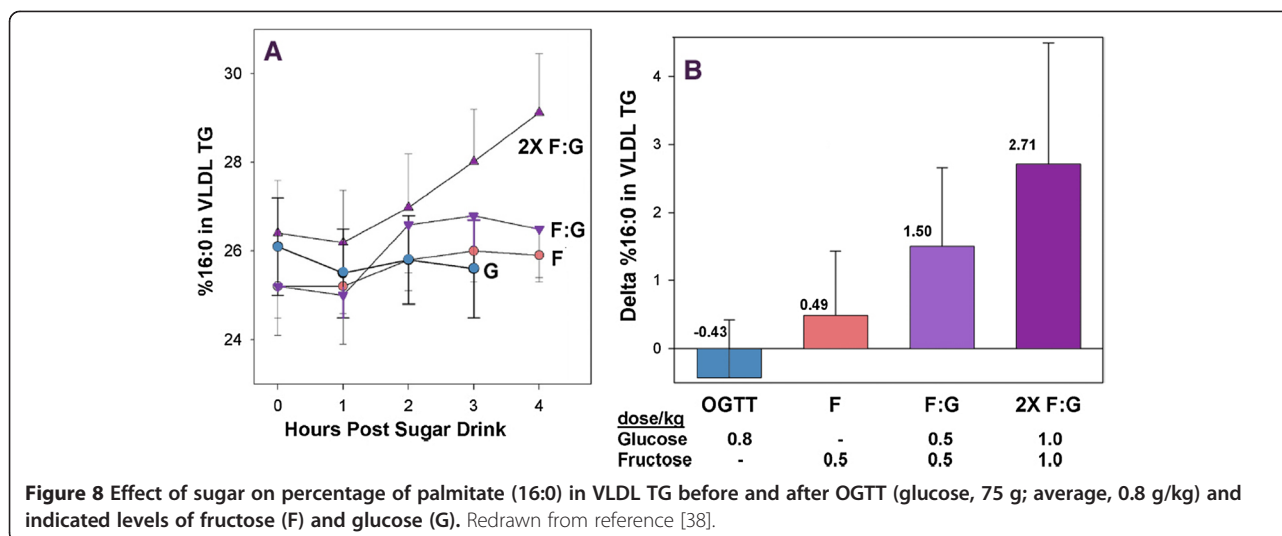 A
30
28
26
24
%16:0 in VLDL TG
2X F:G
F:G
F
G
0 1 2 3 4
Hours Post Sugar Drink
B
4
3
2
1
0
Delta %16:0 in VLDL TG
-0.43
0.49
1.50
2.71
OGTT F F:G 2X F:G
dose/kg
Glucose 0.8 - 0.5 1.0
Fructose - 0.5 0.5 1.0
Figure 8 Effect of sugar on percentage of palmitate (16:0) in VLDL TG before and after OGTT (glucose, 75 g; average, 0.8 g/kg) and
indicated levels of fructose (F) and glucose (G). Redrawn from reference [38].